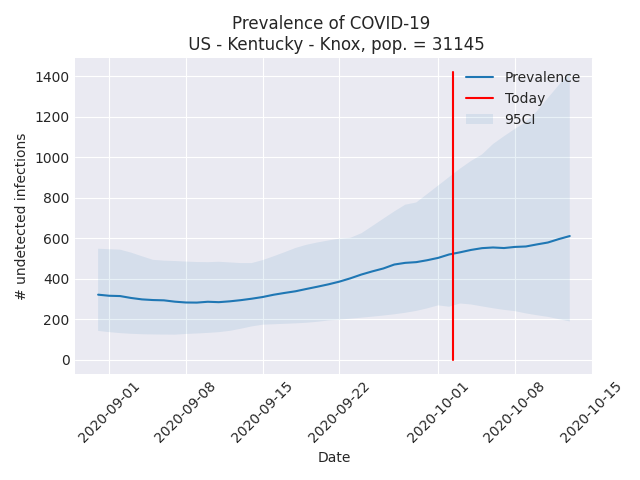 Prevalence of COVID-19
US - Kentucky - Knox, pop. = 31145
Prevalence
Today
95CI
# undetected infections
1400
1200
1000
800
600
400
200
0
2020-09-01
2020-09-08
2020-09-15
2020-09-22
2020-10-01
2020-10-08
2020-10-15
Date